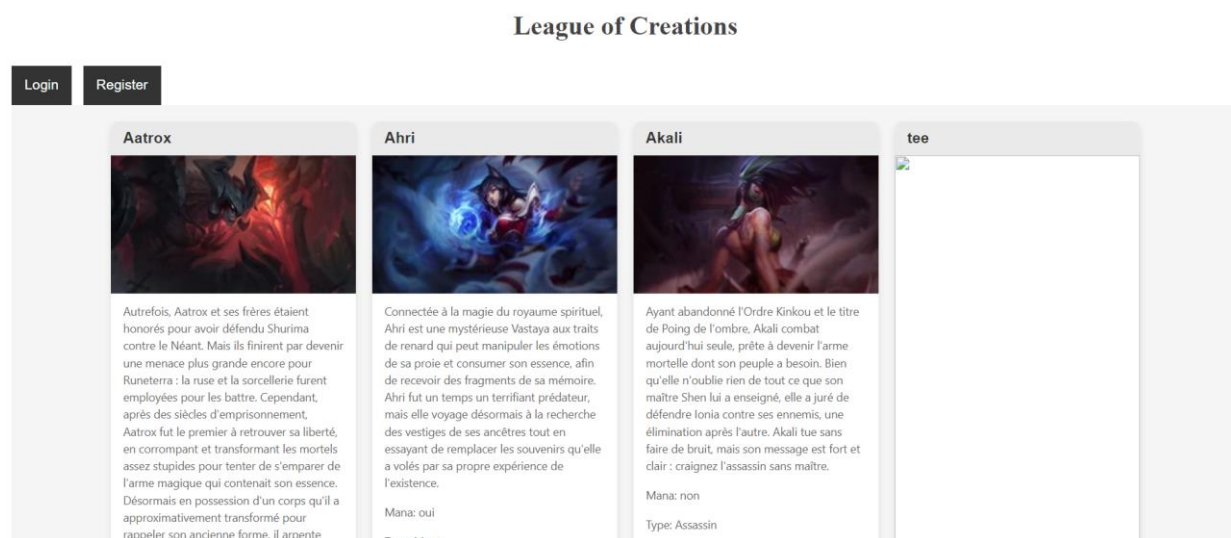 League of Creations
Login
Register
Aatrox
Autrefois, Aatrox et ses frères étaient
honorés pour avoir défendu Shurima
contre le Néant. Mais ils finirent par devenir
une menace plus grande encore pour
Runeterra : la ruse et la sorcellerie furent
employées pour les battre. Cependant,
après des siècles d'emprisonnement,
Aatrox fut le premier à retrouver sa liberté,
en corrompant et transformant les mortels
assez stupides pour tenter de s'emparer de
l'arme magique qui contenait son essence.
Désormais en possession d'un corps qu'il a
approximativement transformé pour
rappeler son ancienne forme, il arpente
Ahri
Connectée à la magie du royaume spirituel,
Ahri est une mystérieuse Vastaya aux traits
de renard qui peut manipuler les émotions
de sa proie et consumer son essence, afin
de recevoir des fragments de sa mémoire.
Ahri fut un temps un terrifiant prédateur,
mais elle voyage désormais à la recherche
des vestiges de ses ancêtres tout en
essayant de remplacer les souvenirs qu'elle
a volés par sa propre expérience de
l'existence.
Mana: oui
Akali
Ayant abandonné l'Ordre Kinkou et le titre
de Poing de l'ombre, Akali combat
aujourd'hui seule, prête à devenir l'arme
mortelle dont son peuple a besoin. Bien
qu'elle n'oublie rien de tout ce que son
maître Shen lui a enseigné, elle a juré de
défendre Ionia contre ses ennemis, une
élimination après l'autre. Akali tue sans
faire de bruit, mais son message est fort et
clair : craignez l'assassin sans maître.
Mana: non
Type: Assassin
tee